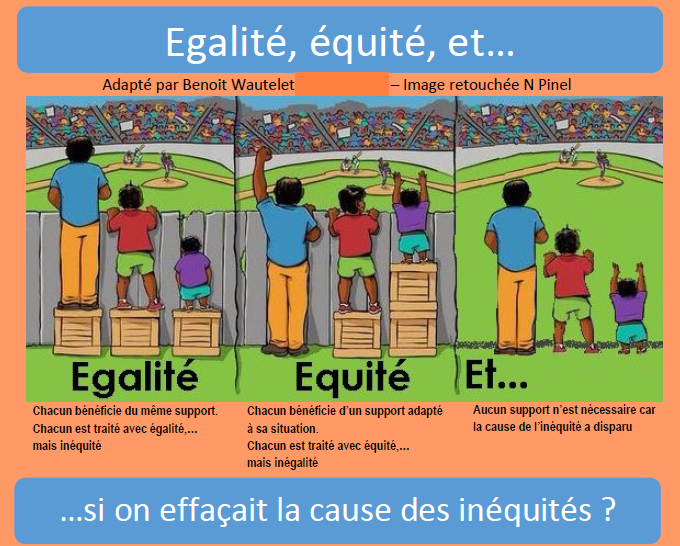 Egalité, équité, et...
Adapté par Benoit Wautelet – Image retouchée N Pinel
Egalité
Equité
Et...
Chacun bénéficie du même support.
Chacun est traité avec égalité,...
mais inéquité
Chacun bénéficie d'un support adapté
à sa situation.
Chacun est traité avec équité,...
mais inégalité
Aucun support n'est nécessaire car
la cause de l'inéquité a disparu
...si on effaçait la cause des inéquités ?